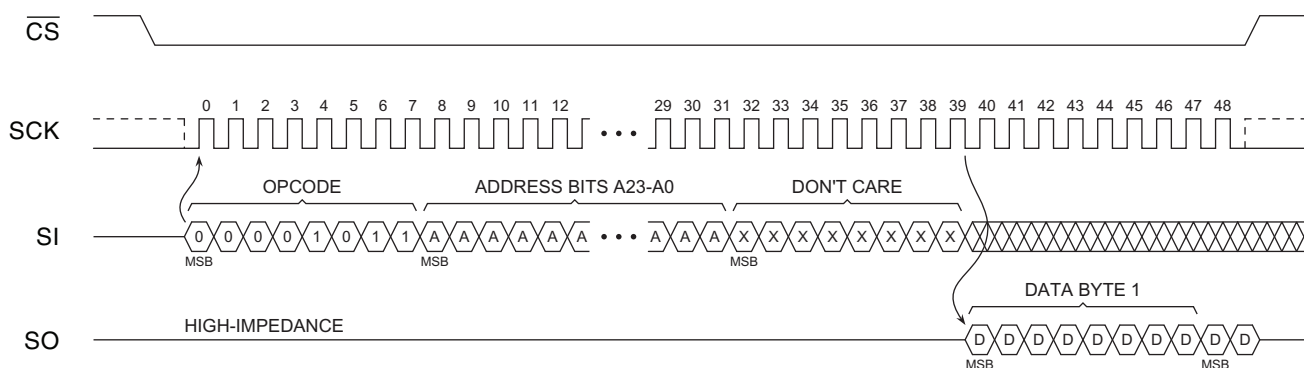 CS
0 1 2 3 4 5 6 7 8 9 10 11 12 29 30 31 32 33 34 35 36 37 38 39 40 41 42 43 44 45 46 47 48
SCK •••
OPCODE ADDRESS BITS A23-A0 DON'T CARE
SI 0 0 0 0 1 0 1 1 A A A A A A ••• A A A X X X X X X X X
MSB MSB MSB
DATA BYTE 1
HIGH-IMPEDANCE
SO D D D D D D D D D D
MSB MSB